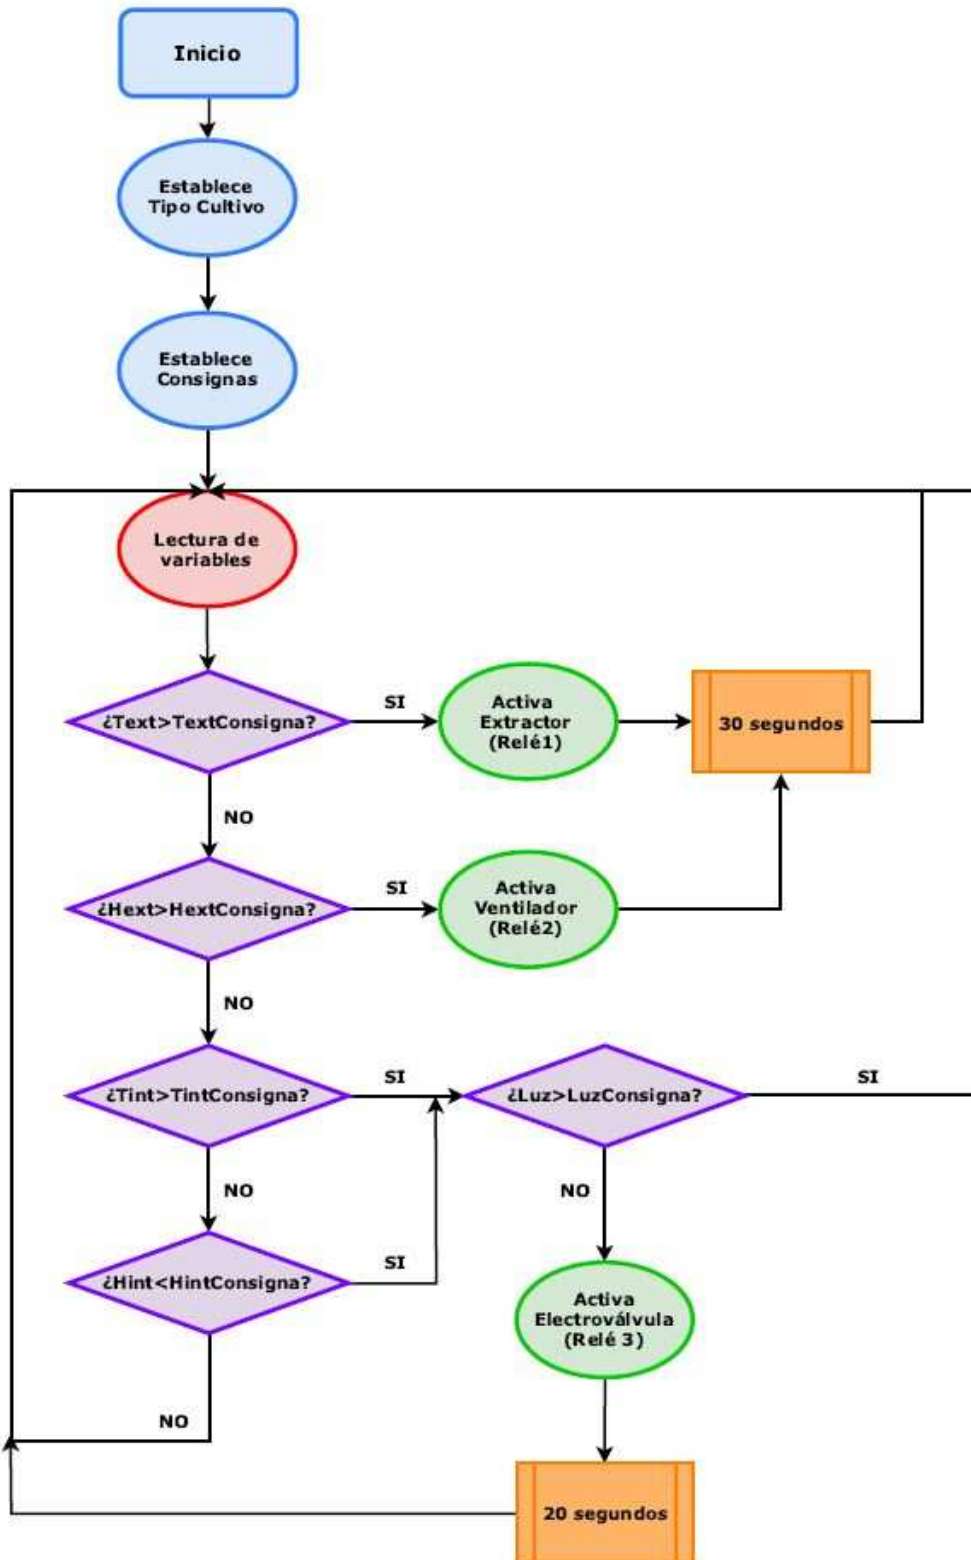 Inicio
Establece
Tipo Cultivo
Establece
Consignas
Lectura de
variables
¿Text>TextConsigna?
SI
Activa
Extractor
(Relé1)
30 segundos
NO
¿Hext>HextConsigna?
SI
Activa
Ventilador
(Relé2)
NO
¿Tint>TintConsigna?
SI
¿Luz>LuzConsigna?
SI
NO
NO
¿Hint<HintConsigna?
SI
Activa
Electroválvula
(Relé 3)
NO
20 segundos